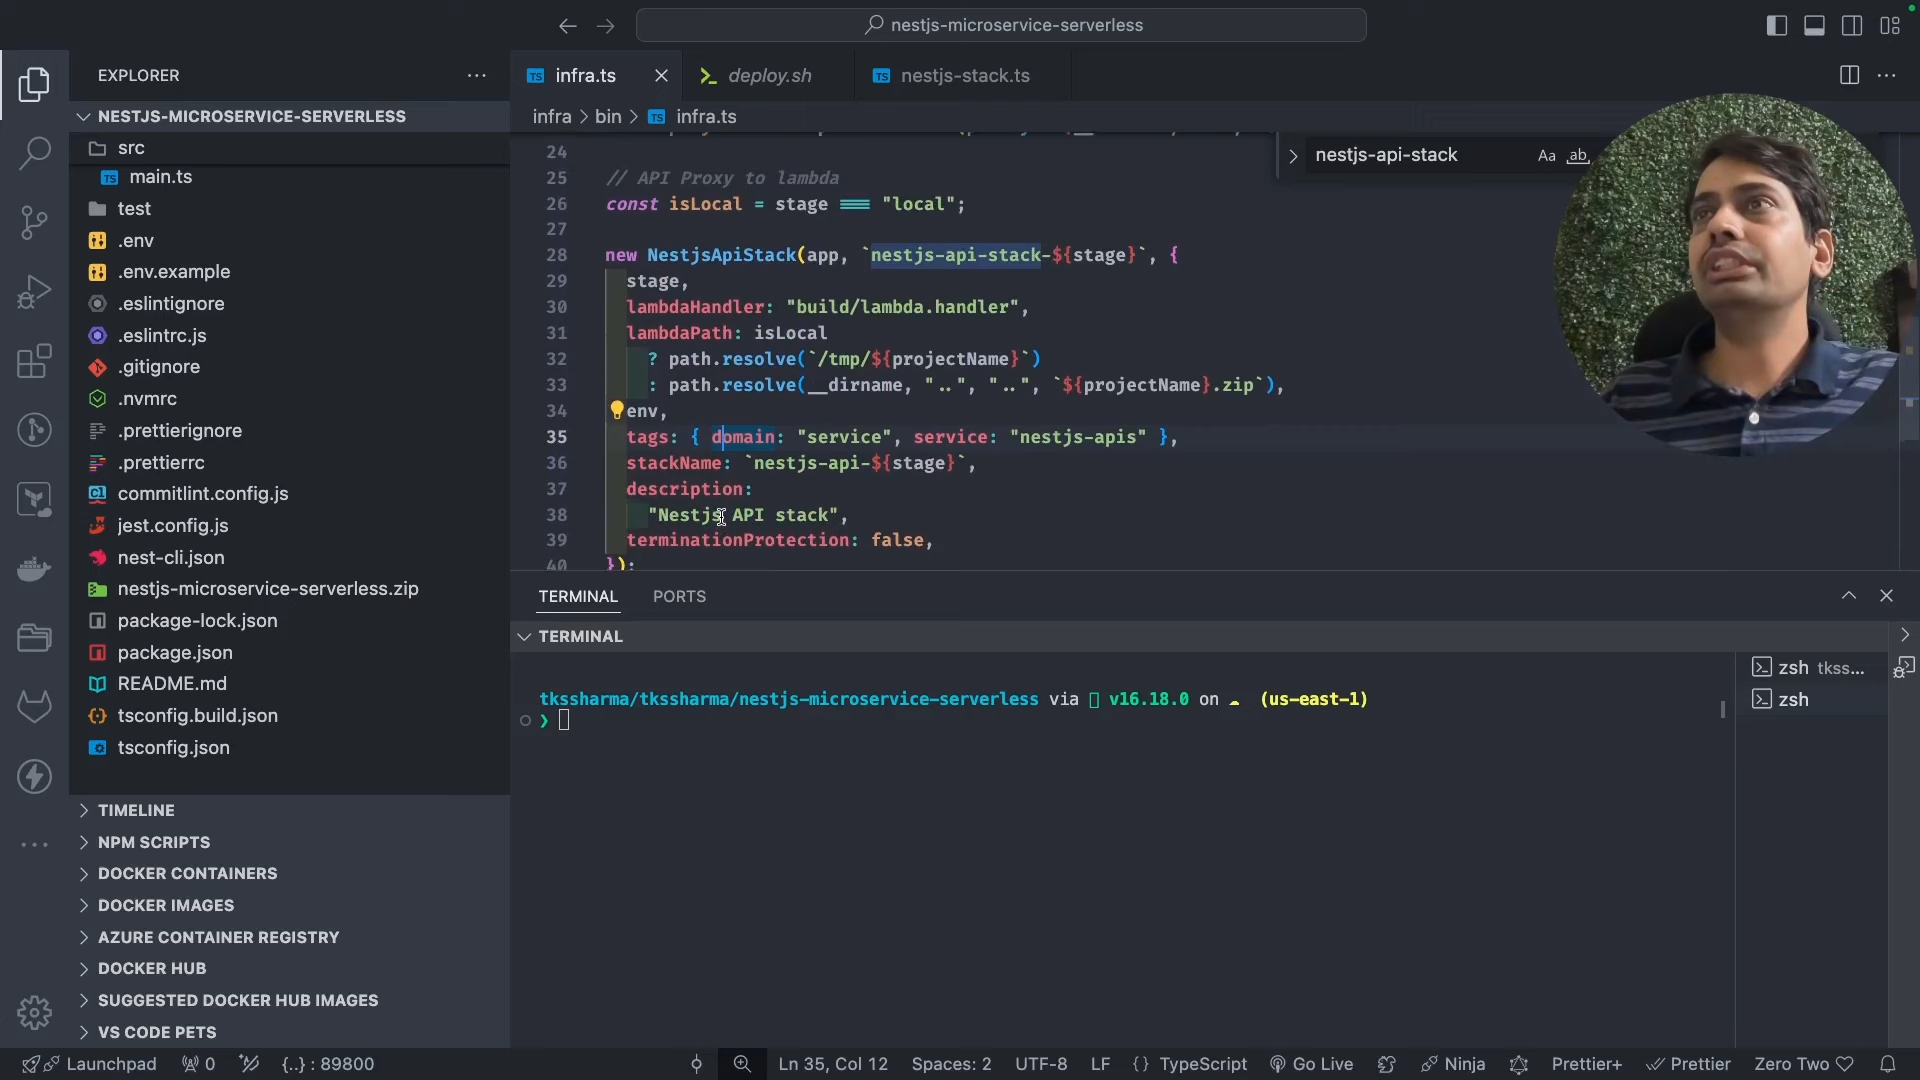 nestjs-microservice-serverless
EXPLORER
NESTJS-MICROSERVICE-SERVERLESS
src
main.ts
test
.env
.env.example
.eslintignore
.eslintrc.js
.gitignore
.nvmrc
.prettierignore
.prettierrc
commitlint.config.js
jest.config.js
nest-cli.json
nestjs-microservice-serverless.zip
package-lock.json
package.json
README.md
tsconfig.build.json
tsconfig.json
TIMELINE
NPM SCRIPTS
DOCKER CONTAINERS
DOCKER IMAGES
AZURE CONTAINER REGISTRY
DOCKER HUB
SUGGESTED DOCKER HUB IMAGES
VS CODE PETS
TS infra.ts
deploy.sh
TS nestjs-stack.ts
infra > bin > TS infra.ts
nestjs-api-stack Aa ab
24
25 // API Proxy to lambda
26 const isLocal = stage === "local";
27
28 new NestjsApiStack(app, `nestjs-api-stack-${stage}`, {
29 stage,
30 lambdaHandler: "build/lambda.handler",
31 lambdaPath: isLocal
32 ? path.resolve(`/tmp/${projectName}`)
33 : path.resolve(__dirname, "..", "..", `${projectName}.zip`),
34 env,
35 tags: { domain: "service", service: "nestjs-apis" },
36 stackName: `nestjs-api-${stage}`,
37 description:
38 "Nestjs API stack",
39 terminationProtection: false,
40 });
TERMINAL PORTS
TERMINAL
tkssharma/tkssharma/nestjs-microservice-serverless via v16.18.0 on (us-east-1)
❯
zsh tkss...
zsh
Launchpad 0 {..} : 89800 Ln 35, Col 12 Spaces: 2 UTF-8 LF {} TypeScript Go Live Ninja Prettier+ Prettier Zero Two